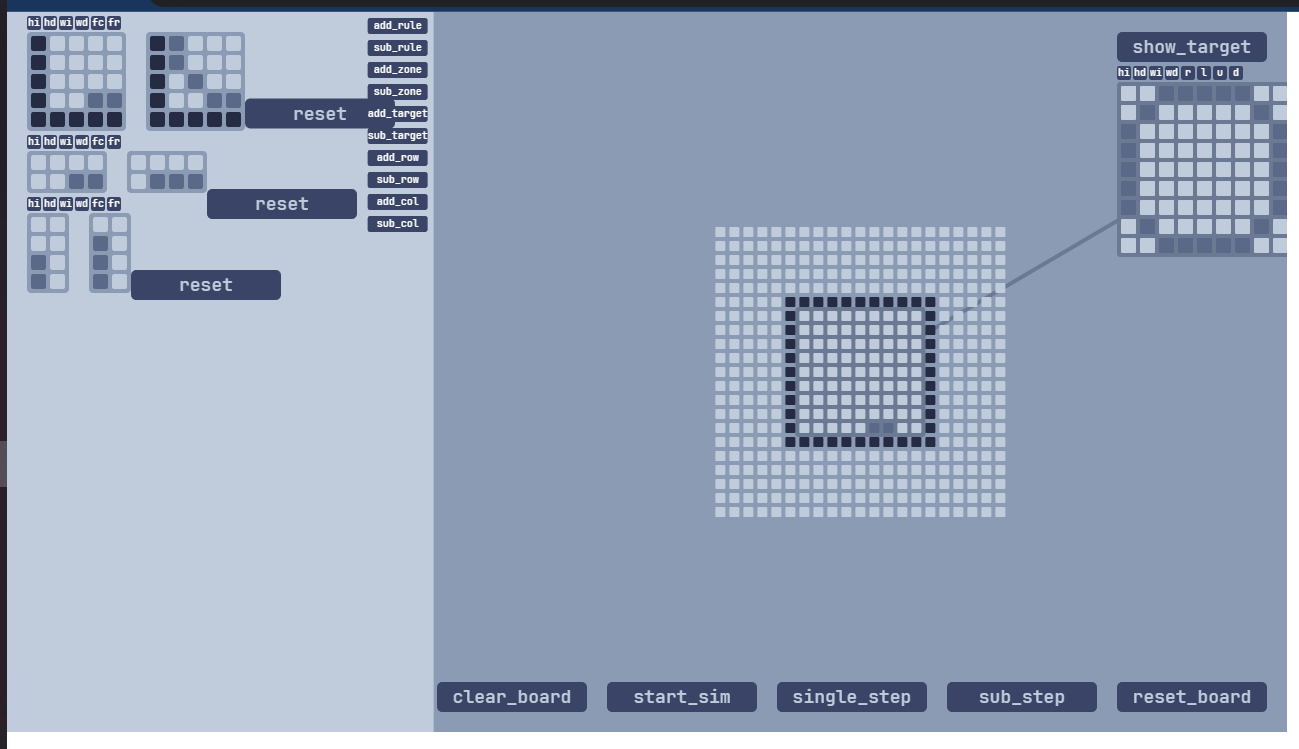 hi hd wi wd fc fr
reset
hi hd wi wd fc fr
reset
hi hd wi wd fc fr
reset
add_rule
sub_rule
add_zone
sub_zone
add_target
sub_target
add_row
sub_row
add_col
sub_col
show_target
hi hd wi wd r l u d
clear_board
start_sim
single_step
sub_step
reset_board